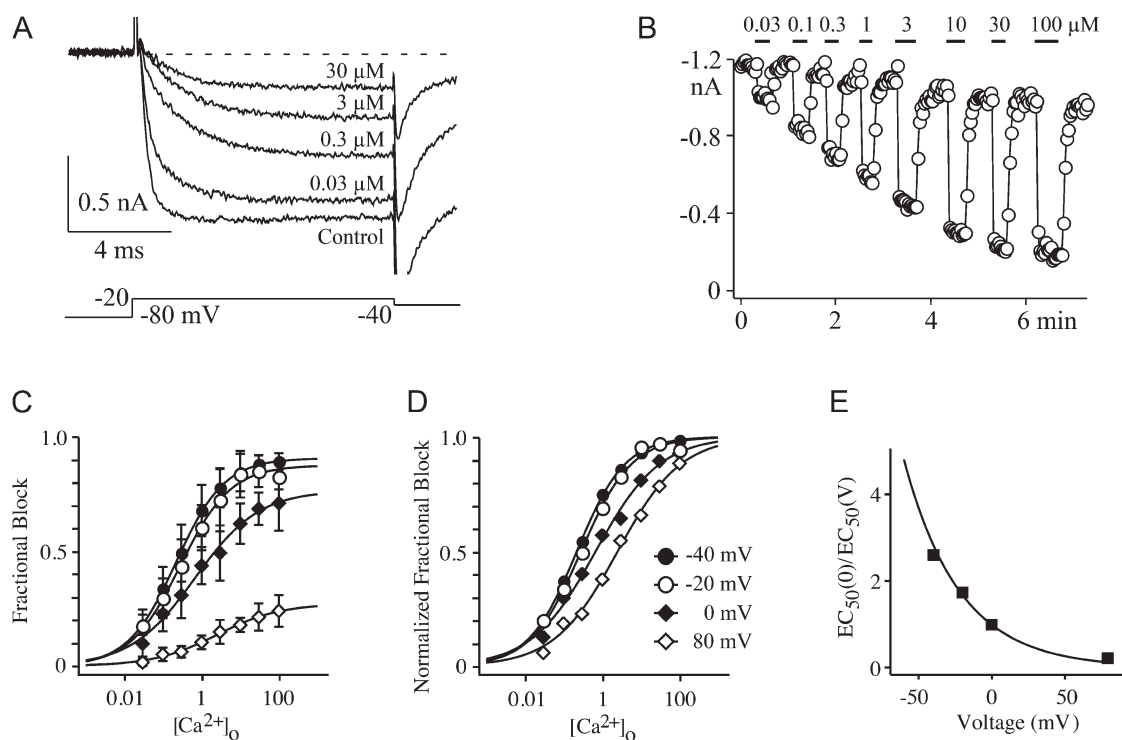 A
30 μM
3 μM
0.3 μM
0.03 μM
Control
0.5 nA
4 ms
-20
-80 mV
-40
B
0.03 0.1 0.3 1 3 10 30 100 μM
-1.2
nA
-0.8
-0.4
0
0 2 4 6 min
C
Fractional Block
1.0
0.5
0
0.01 1 100
[Ca2+]o
D
Normalized Fractional Block
1.0
0.5
0
-40 mV
-20 mV
0 mV
80 mV
0.01 1 100
[Ca2+]o
E
EC50(0)/EC50(V)
4
2
0
-50 0 50
Voltage (mV)